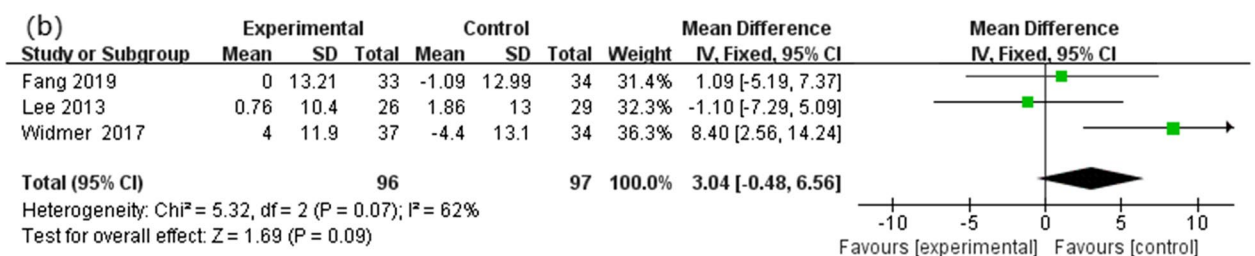 (b) Experimental Control Mean Difference Mean Difference
Study or Subgroup Mean SD Total Mean SD Total Weight IV, Fixed, 95% CI IV, Fixed, 95% CI
Fang 2019 0 13.21 33 -1.09 12.99 34 31.4% 1.09 [-5.19, 7.37]
Lee 2013 0.76 10.4 26 1.86 13 29 32.3% -1.10 [-7.29, 5.09]
Widmer 2017 4 11.9 37 -4.4 13.1 34 36.3% 8.40 [2.56, 14.24]
Total (95% CI) 96 97 100.0% 3.04 [-0.48, 6.56]
Heterogeneity: Chi² = 5.32, df = 2 (P = 0.07); I² = 62%
Test for overall effect: Z = 1.69 (P = 0.09)
-10 -5 0 5 10
Favours [experimental] Favours [control]